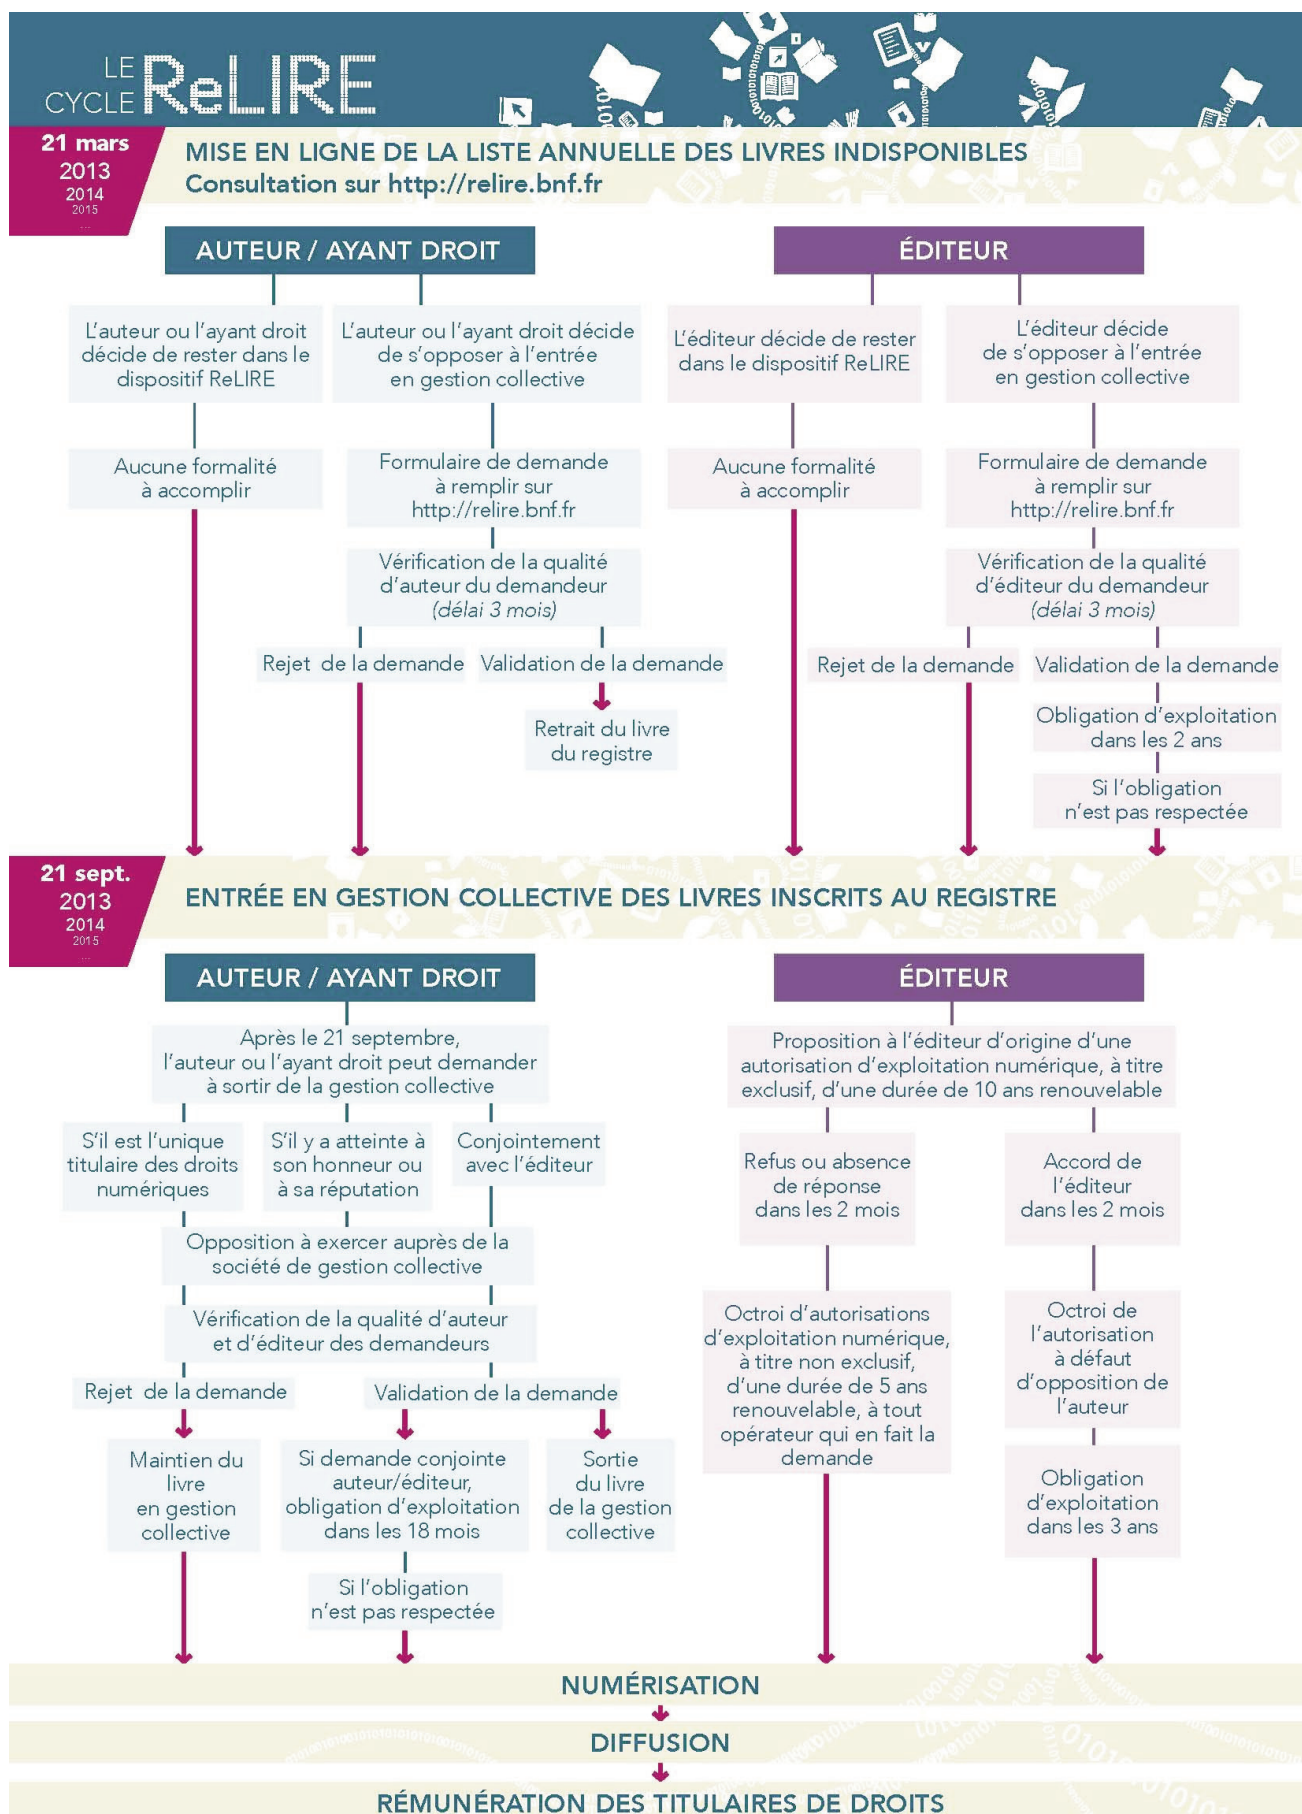 LE
CYCLE ReLIRE
21 mars
2013
2014
2015
...
MISE EN LIGNE DE LA LISTE ANNUELLE DES LIVRES INDISPONIBLES
Consultation sur http://relire.bnf.fr
AUTEUR / AYANT DROIT
L'auteur ou l'ayant droit
décide de rester dans le
dispositif ReLIRE
Aucune formalité
à accomplir
L'auteur ou l'ayant droit décide
de s'opposer à l'entrée
en gestion collective
Formulaire de demande
à remplir sur
http://relire.bnf.fr
Vérification de la qualité
d'auteur du demandeur
(délai 3 mois)
Rejet de la demande
Validation de la demande
Retrait du livre
du registre
ÉDITEUR
L'éditeur décide de rester
dans le dispositif ReLIRE
Aucune formalité
à accomplir
L'éditeur décide
de s'opposer à l'entrée
en gestion collective
Formulaire de demande
à remplir sur
http://relire.bnf.fr
Vérification de la qualité
d'éditeur du demandeur
(délai 3 mois)
Rejet de la demande
Validation de la demande
Obligation d'exploitation
dans les 2 ans
Si l'obligation
n'est pas respectée
21 sept.
2013
2014
2015
...
ENTRÉE EN GESTION COLLECTIVE DES LIVRES INSCRITS AU REGISTRE
AUTEUR / AYANT DROIT
Après le 21 septembre,
l'auteur ou l'ayant droit peut demander
à sortir de la gestion collective
S'il est l'unique
titulaire des droits
numériques
S'il y a atteinte à
son honneur ou
à sa réputation
Conjointement
avec l'éditeur
Opposition à exercer auprès de la
société de gestion collective
Vérification de la qualité d'auteur
et d'éditeur des demandeurs
Rejet de la demande
Validation de la demande
Maintien du
livre
en gestion
collective
Si demande conjointe
auteur/éditeur,
obligation d'exploitation
dans les 18 mois
Sortie
du livre
de la gestion
collective
Si l'obligation
n'est pas respectée
ÉDITEUR
Proposition à l'éditeur d'origine d'une
autorisation d'exploitation numérique, à titre
exclusif, d'une durée de 10 ans renouvelable
Refus ou absence
de réponse
dans les 2 mois
Octroi d'autorisations
d'exploitation numérique,
à titre non exclusif,
d'une durée de 5 ans
renouvelable, à tout
opérateur qui en fait la
demande
Accord de
l'éditeur
dans les 2 mois
Octroi de
l'autorisation
à défaut
d'opposition de
l'auteur
Obligation
d'exploitation
dans les 3 ans
NUMÉRISATION
DIFFUSION
RÉMUNÉRATION DES TITULAIRES DE DROITS